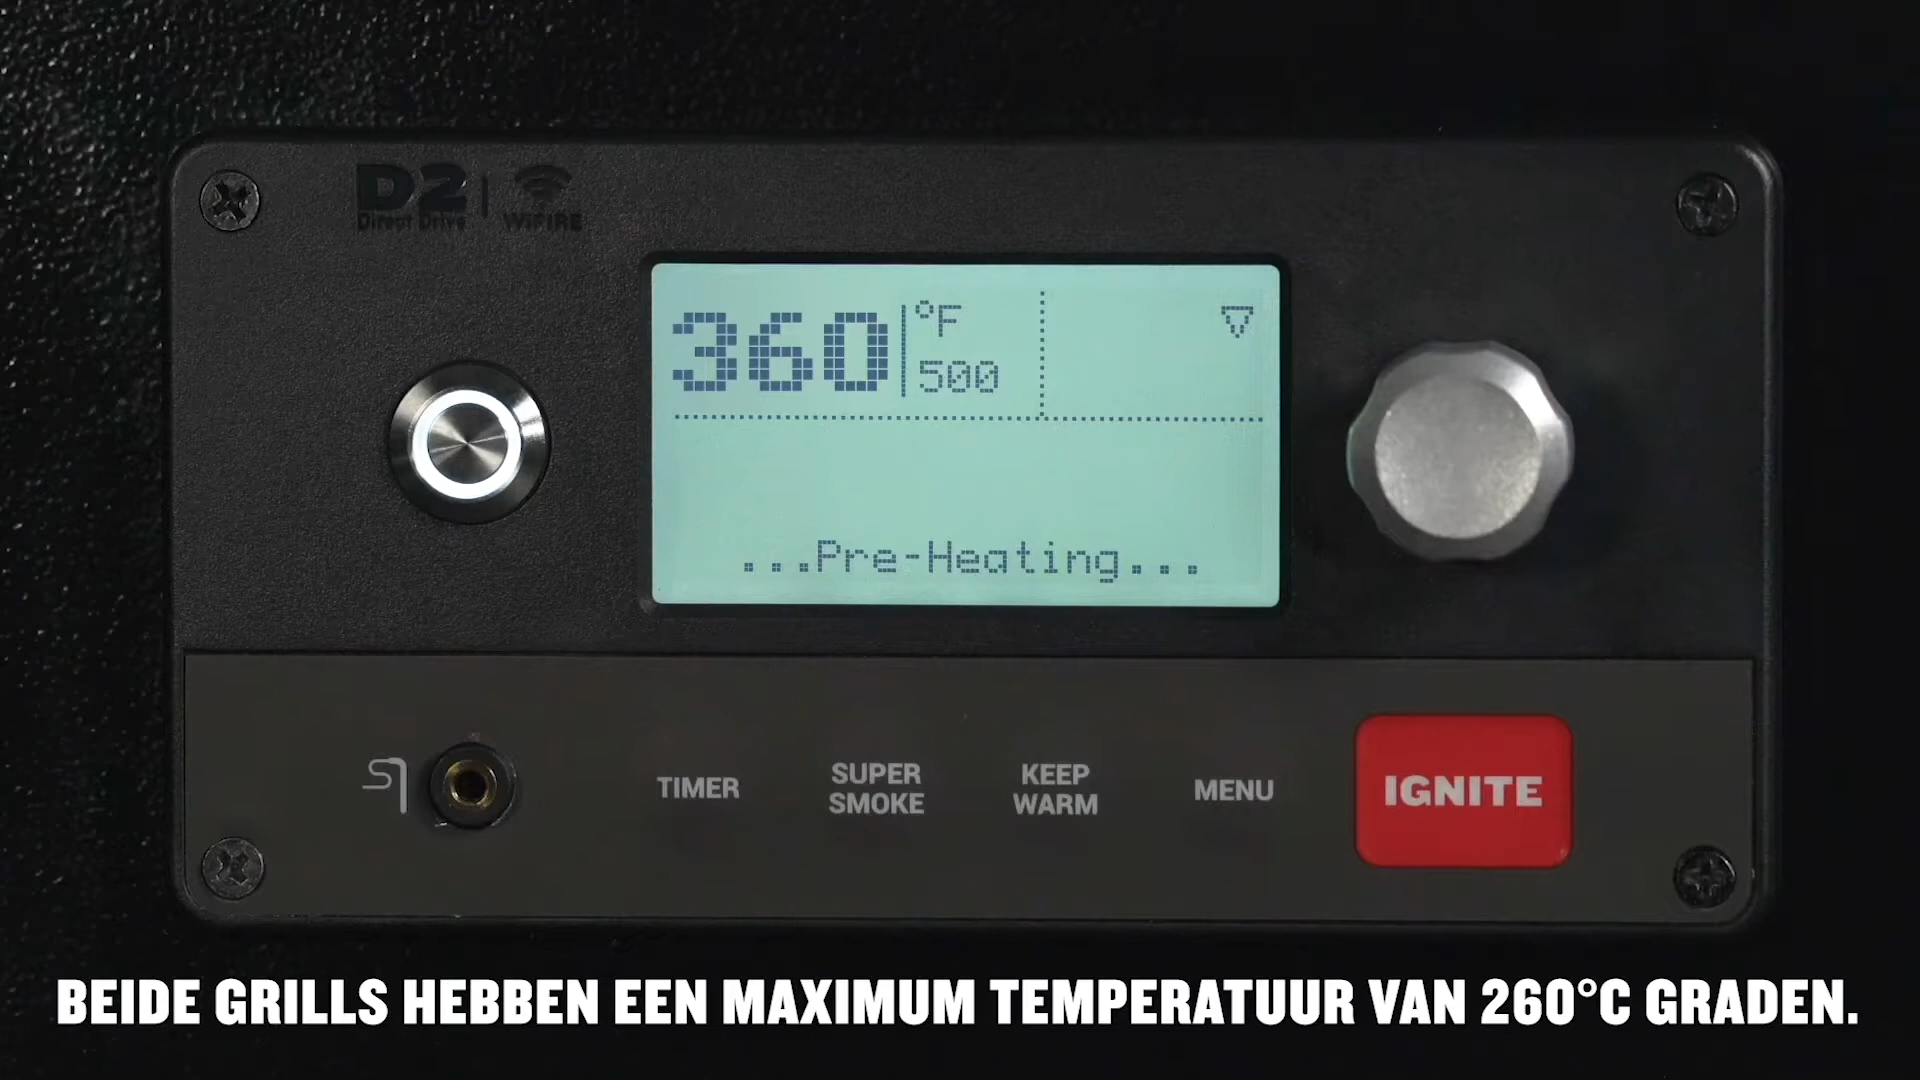 D2 | WiFIRE
Direct Drive
360 °F
500
...Pre-Heating...
TIMER
SUPER
SMOKE
KEEP
WARM
MENU
IGNITE
BEIDE GRILLS HEBBEN EEN MAXIMUM TEMPERATUUR VAN 260°C GRADEN.